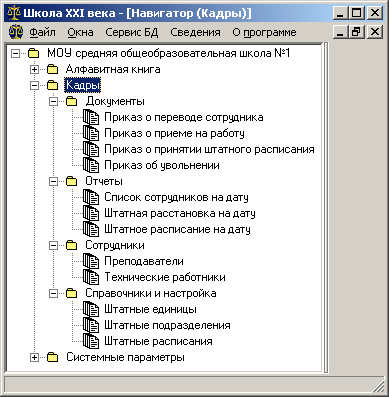 Школа XXI века - [Навигатор (Кадры)]
Файл Окна Сервис БД Сведения О программе
МОУ средняя общеобразовательная школа №1
Алфавитная книга
Кадры
Документы
Приказ о переводе сотрудника
Приказ о приеме на работу
Приказ о принятии штатного расписания
Приказ об увольнении
Отчеты
Список сотрудников на дату
Штатная расстановка на дату
Штатное расписание на дату
Сотрудники
Преподаватели
Технические работники
Справочники и настройка
Штатные единицы
Штатные подразделения
Штатные расписания
Системные параметры